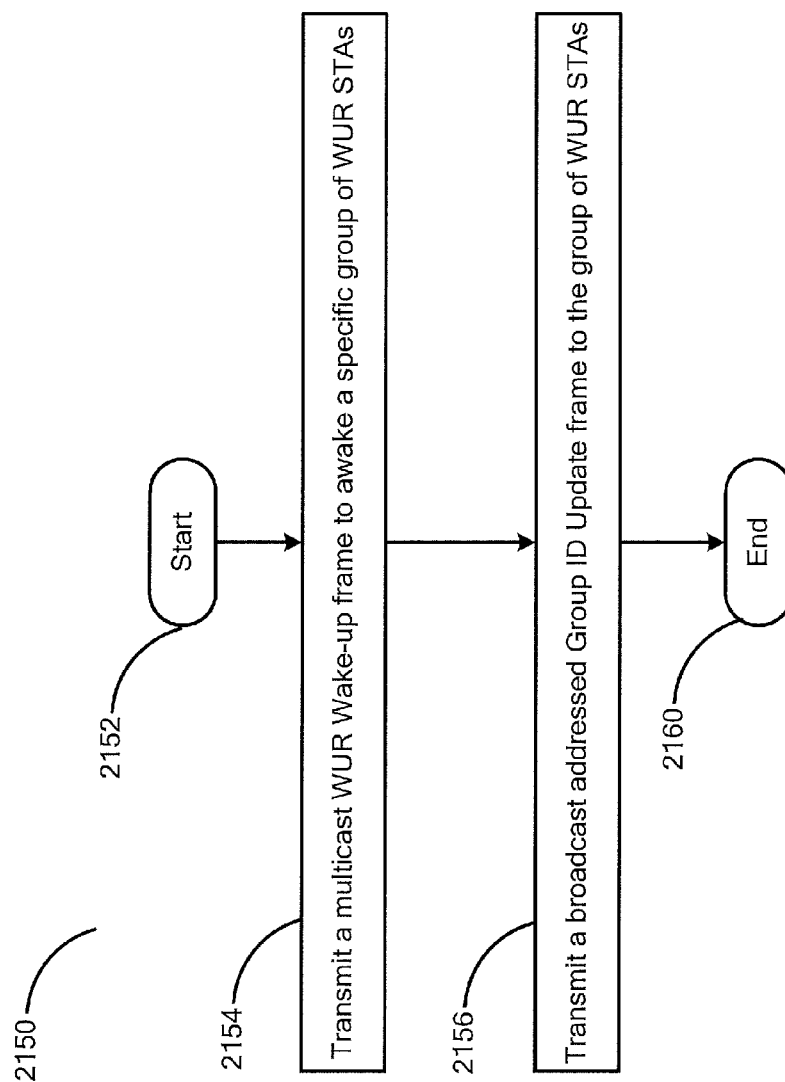 2150
2152
Start
2154
Transmit a multicast WUR Wake-up frame to awake a specific group of WUR STAs
2156
Transmit a broadcast addressed Group ID Update frame to the group of WUR STAs
2160
End